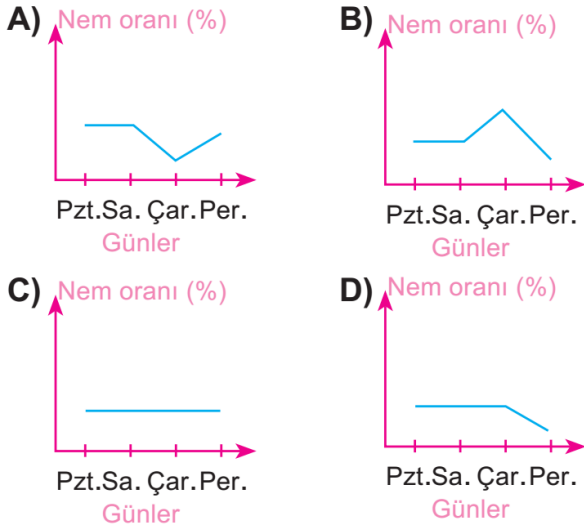 A) Nem oranı (%)
Pzt.Sa. Çar.Per.
Günler
B) Nem oranı (%)
Pzt.Sa. Çar.Per.
Günler
C) Nem oranı (%)
Pzt.Sa. Çar.Per.
Günler
D) Nem oranı (%)
Pzt.Sa. Çar.Per.
Günler